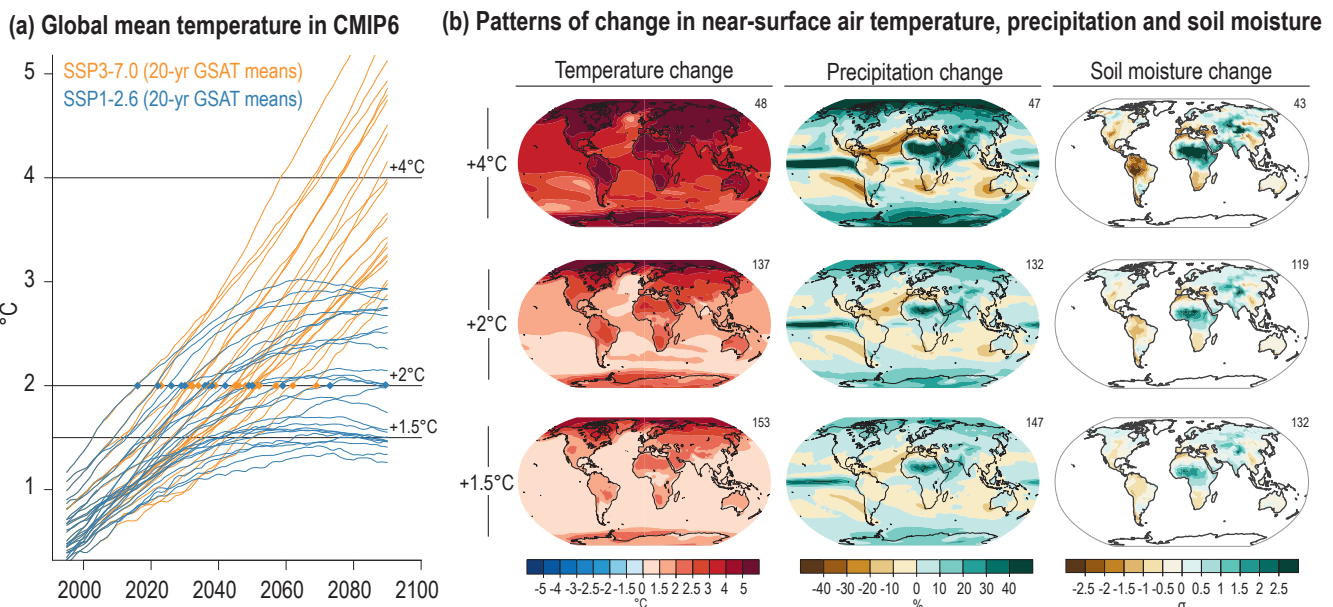 (a) Global mean temperature in CMIP6
SSP3-7.0 (20-yr GSAT means)
SSP1-2.6 (20-yr GSAT means)
°C
5
4
3
2
1
+4°C
+2°C
+1.5°C
2000 2020 2040 2060 2080 2100
(b) Patterns of change in near-surface air temperature, precipitation and soil moisture
Temperature change Precipitation change Soil moisture change
+4°C 48 47 43
+2°C 137 132 119
+1.5°C 153 147 132
-5 -4 -3 -2.5 -2 -1.5 0 1.5 2 2.5 3 4 5
°C
-40 -30 -20 -10 0 10 20 30 40
%
-2.5 -2 -1.5 -1 -0.5 0 0.5 1 1.5 2 2.5
σ